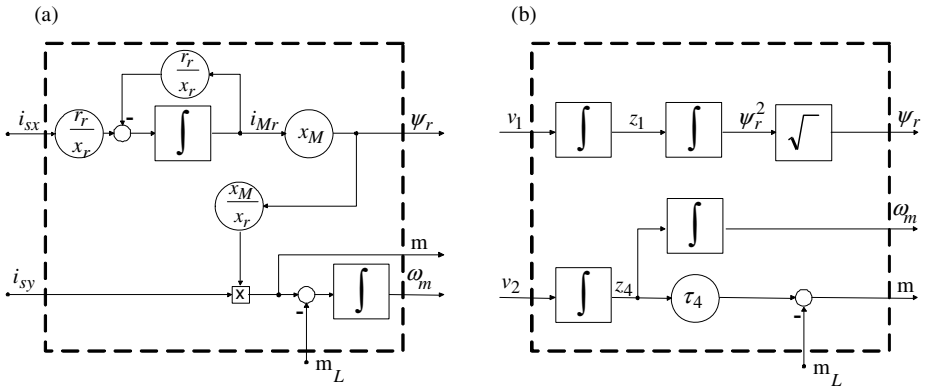 (a)
r_r
x_r
i_sx
r_r
x_r
-
∫
i_Mr
x_M
ψ_r
x_M
x_r
m
i_sy
x
-
∫
ω_m
m_L
(b)
v_1
∫
z_1
∫
ψ_r^2
√
ψ_r
∫
ω_m
v_2
∫
z_4
τ_4
-
m
m_L